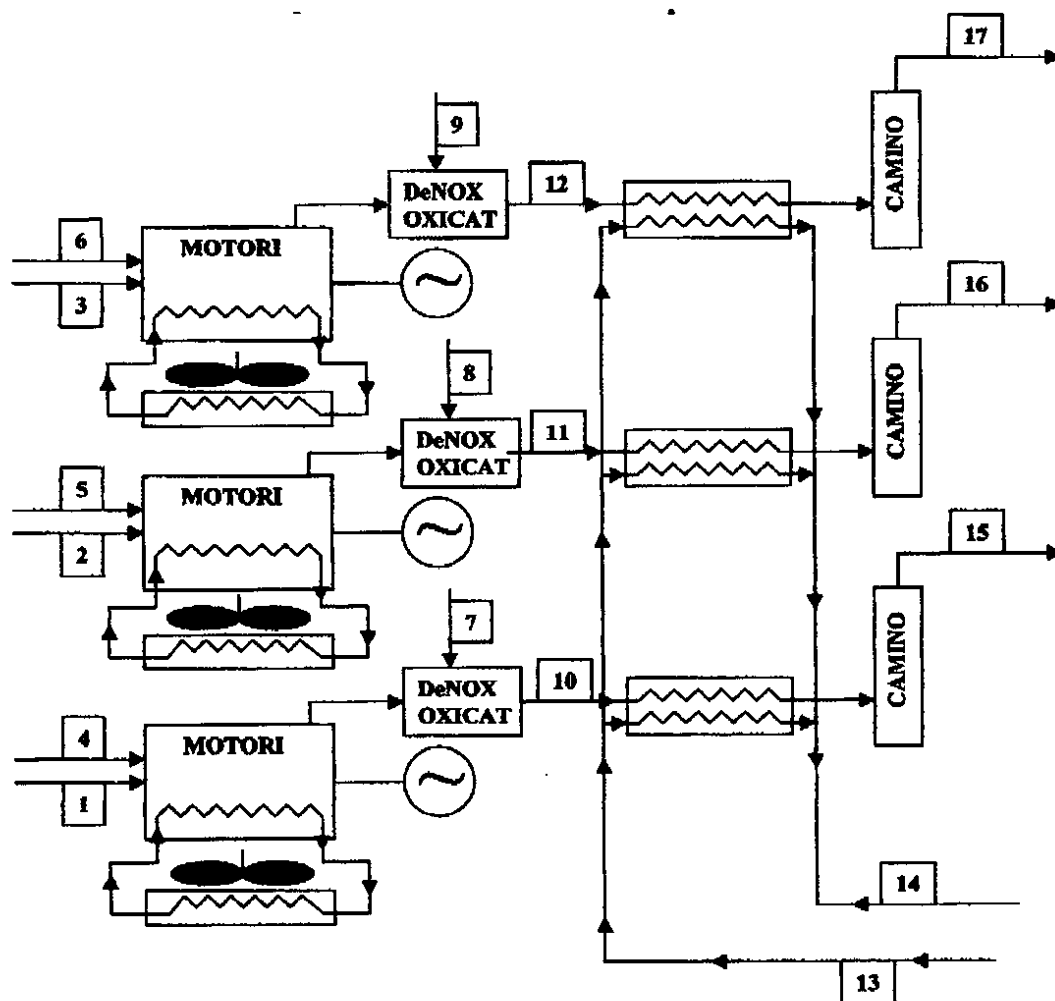 17
9
DeNOX
OXICAT
12
CAMINO
6
MOTORI
3
16
8
DeNOX
OXICAT
11
CAMINO
5
MOTORI
2
15
7
DeNOX
OXICAT
10
CAMINO
4
MOTORI
1
14
13